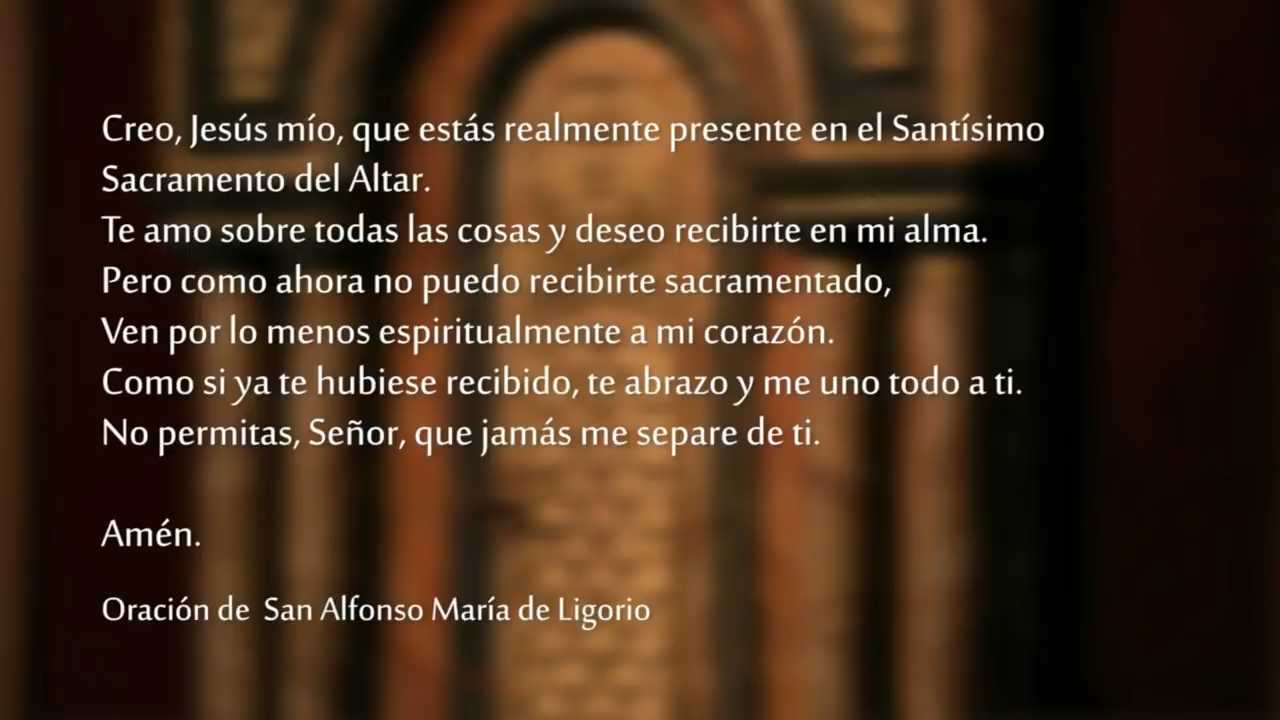 Creo, Jesús mío, que estás realmente presente en el Santísimo
Sacramento del Altar.
Te amo sobre todas las cosas y deseo recibirte en mi alma.
Pero como ahora no puedo recibirte sacramentado,
Ven por lo menos espiritualmente a mi corazón.
Como si ya te hubiese recibido, te abrazo y me uno todo a ti.
No permitas, Señor, que jamás me separe de ti.
Amén.
Oración de San Alfonso María de Ligorio